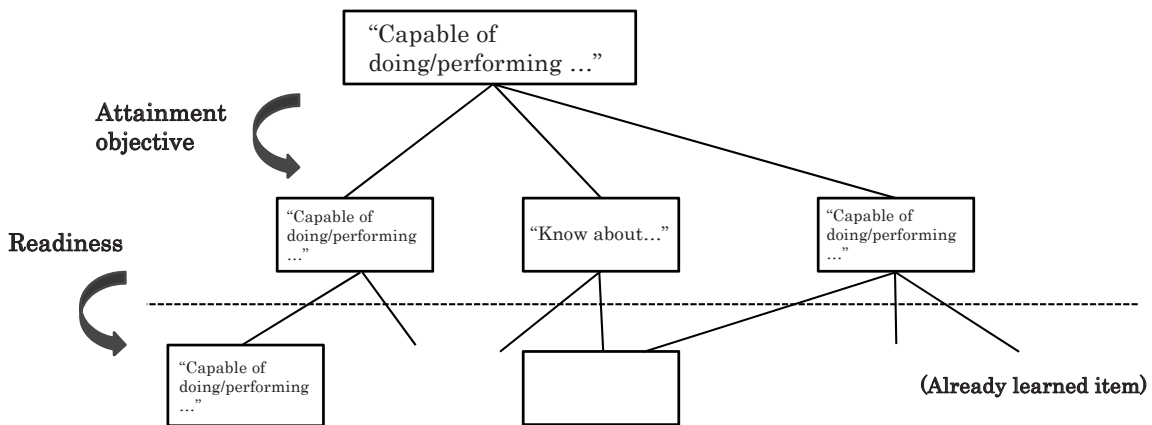 “Capable of
doing/performing …”
Attainment
objective
“Capable of
doing/performing
…”
“Know about…”
“Capable of
doing/performing
…”
Readiness
“Capable of
doing/performing
…”
(Already learned item)